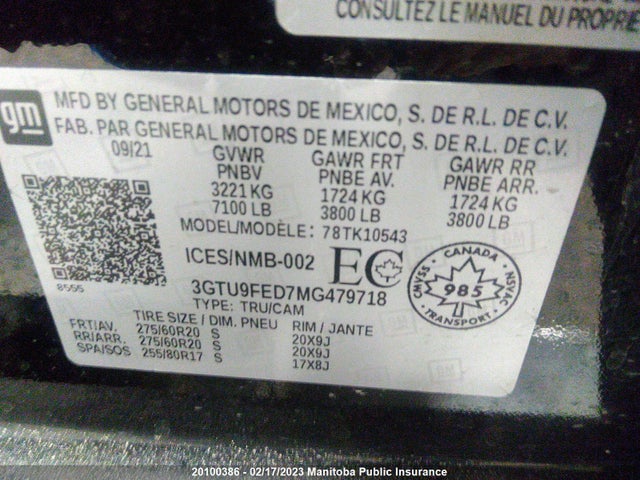 CONSULTEZ LE MANUEL DU PROPRIE
gm
MFD BY GENERAL MOTORS DE MEXICO, S. DE R.L. DE C.V.
FAB. PAR GENERAL MOTORS DE MEXICO, S. DE R.L. DE C.V.
09/21 GVWR GAWR FRT GAWR RR
PNBV PNBE AV. PNBE ARR.
3221 KG 1724 KG 1724 KG
7100 LB 3800 LB 3800 LB
MODEL/MODÈLE: 78TK10543
ICES/NMB-002 EC
8555
3GTU9FED7MG479718
TYPE: TRU/CAM
CANADA
CMVSS 985 NSVAC
TRANSPORT
TIRE SIZE / DIM. PNEU RIM / JANTE
FRT/AV. 275/60R20 S 20X9J
RR/ARR. 275/60R20 S 20X9J
SPA/SOS 255/80R17 S 17X8J
20100386 - 02/17/2023 Manitoba Public Insurance